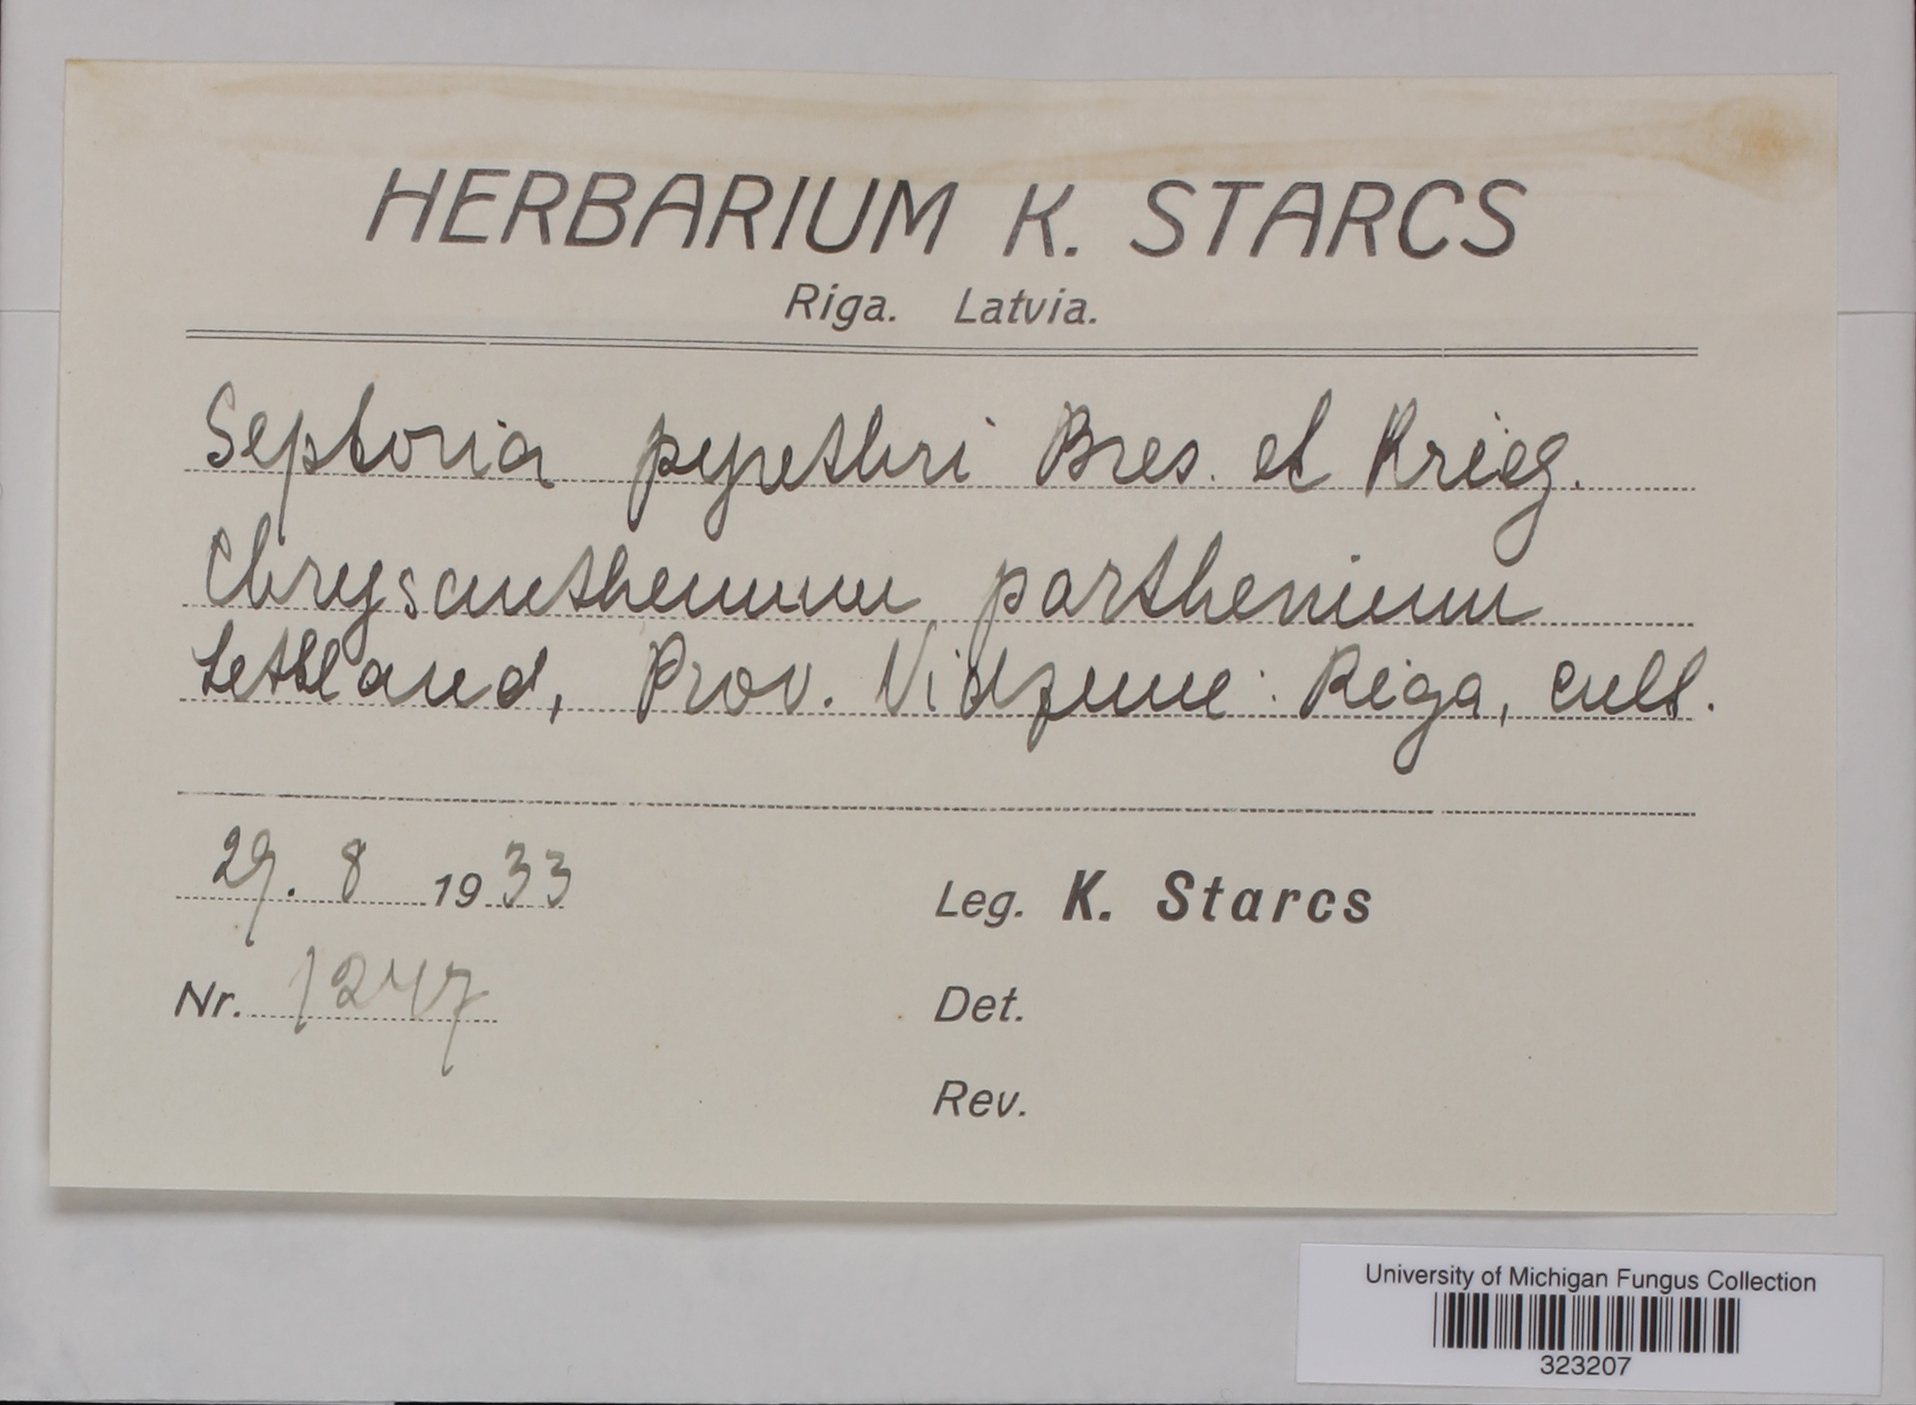 HERBARIUM K. STARCS
Riga. Latvia.
Septoria pyrethri Bres. et Krieg.
Chrysanthemum parthenium
Lettland, Prov. Vidzeme: Riga, cult.
29. 8 1933
Leg. K. Starcs
Nr. 1247
Det.
Rev.
University of Michigan Fungus Collection
323207